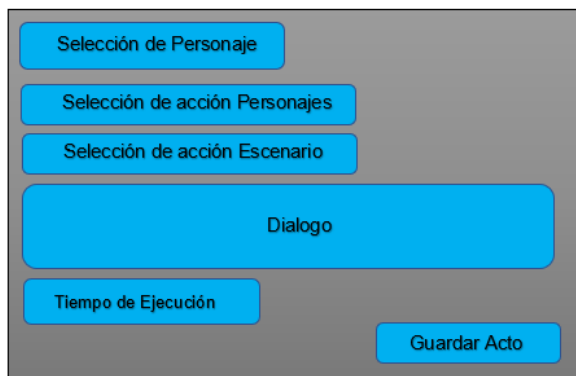 Selección de Personaje
Selección de acción Personajes
Selección de acción Escenario
Dialogo
Tiempo de Ejecución
Guardar Acto